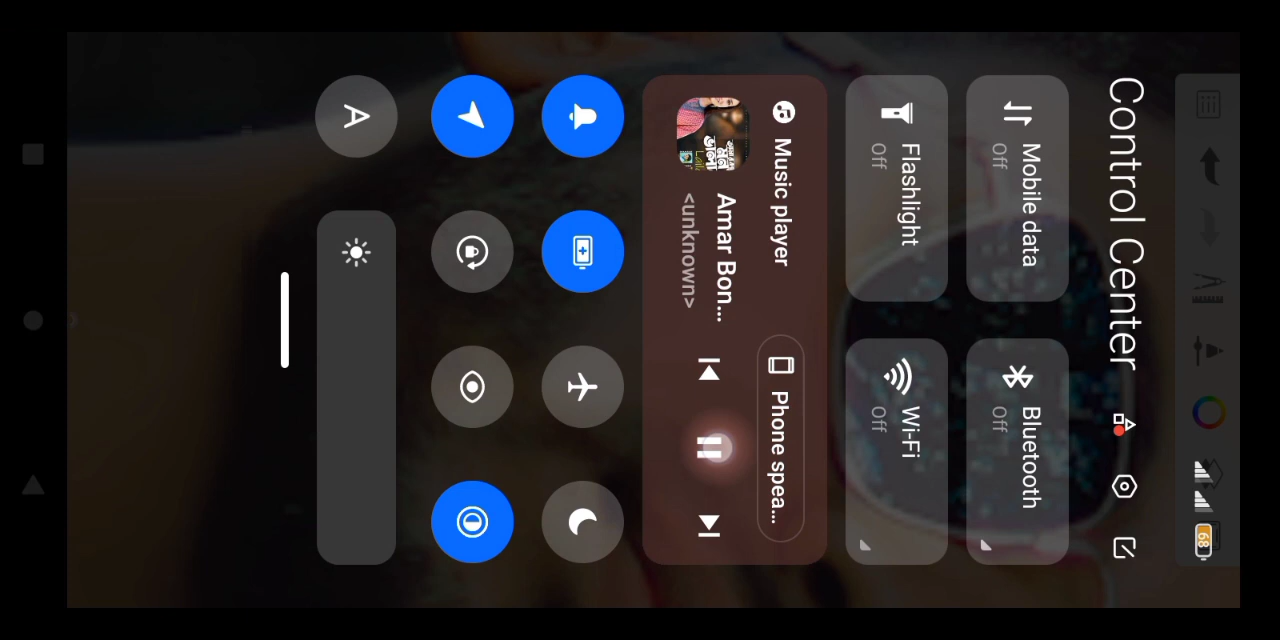 68
Control Center
Mobile data
Off
Bluetooth
Off
Flashlight
Off
Wi-Fi
Off
Music player
Phone spea...
Amar Bon...
<unknown>
A